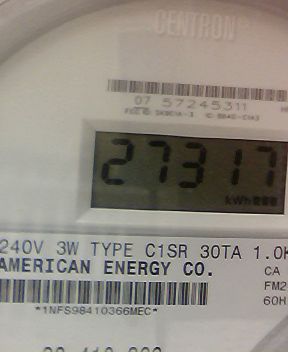 CENTRON
07 57245311
27317
kWh
240V 3W TYPE C1SR 30TA 1.0K
AMERICAN ENERGY CO.
CA
FM2
60H
*1NFS98410366MEC*